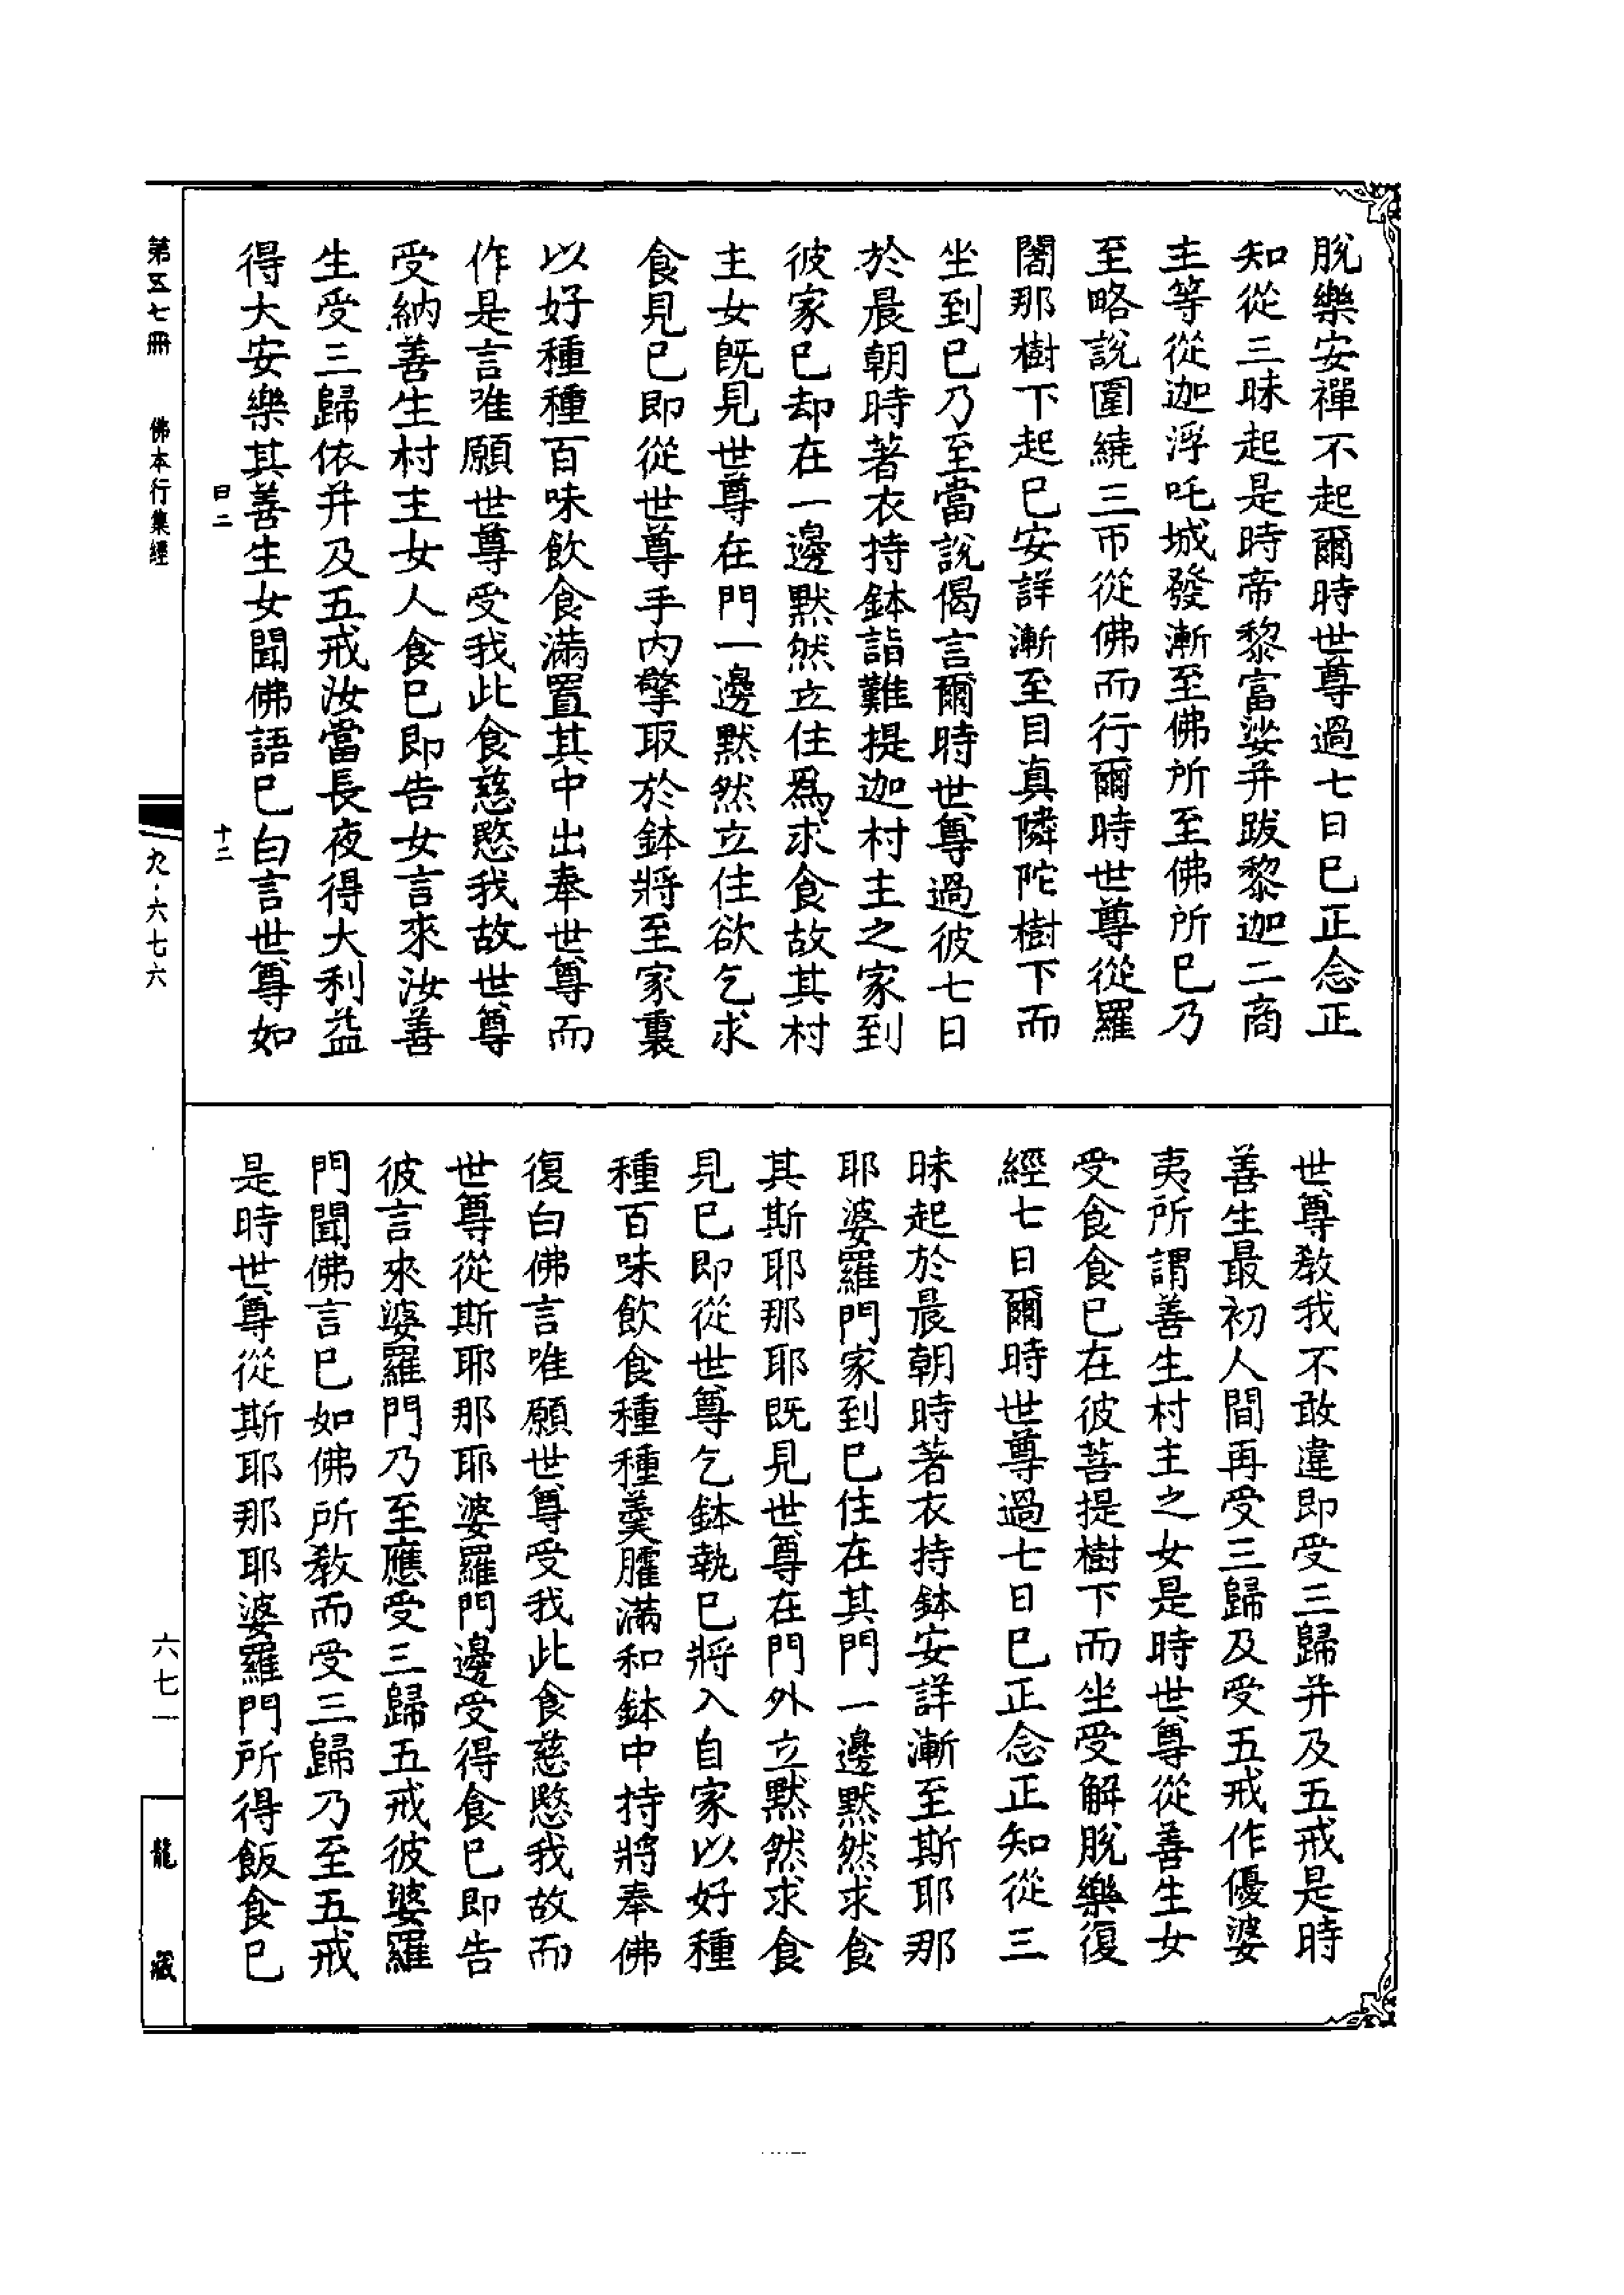 脫樂安禪不起爾時世尊過七日已正念正
知從三昧起是時帝黎富娑并跋黎迦二商
主等從迦浮吒城發漸至佛所至佛所已乃
至略說圍繞三帀從佛而行爾時世尊從羅
闍那樹下起已安詳漸至目真隣陀樹下而
坐到已乃至當說偈言爾時世尊過彼七日
於晨朝時著衣持鉢詣難提迦村主之家到
彼家已却在一邊默然立住爲求食故其村
主女既見世尊在門一邊默然立住欲乞求
食見已即從世尊手內擎取於鉢將至家裏
以好種種百味飲食滿置其中出奉世尊而
作是言唯願世尊受我此食慈愍我故世尊
受納善生村主女人食已即告女言來汝善
生受三歸依并及五戒汝當長夜得大利益
得大安樂其善生女聞佛語已白言世尊如
曰二
十二
世尊教我不敢違即受三歸并及五戒是時
善生最初人間再受三歸及受五戒作優婆
夷所謂善生村主之女是時世尊從善生女
受食食已在彼菩提樹下而坐受解脫樂復
經七日爾時世尊過七日已正念正知從三
昧起於晨朝時著衣持鉢安詳漸至斯耶那
耶婆羅門家到已住在其門一邊默然求食
其斯耶那耶既見世尊在門外立默然求食
見已即從世尊乞鉢執已將入自家以好種
種百味飲食種種羹臛滿和鉢中持將奉佛
復白佛言唯願世尊受我此食慈愍我故而
世尊從斯耶那耶婆羅門邊受得食已即告
彼言來婆羅門乃至應受三歸五戒彼婆羅
門聞佛言已如佛所教而受三歸乃至五戒
是時世尊從斯耶那耶婆羅門所得飯食已
第五七冊
佛本行集經
九·六七六
六七一
龍藏